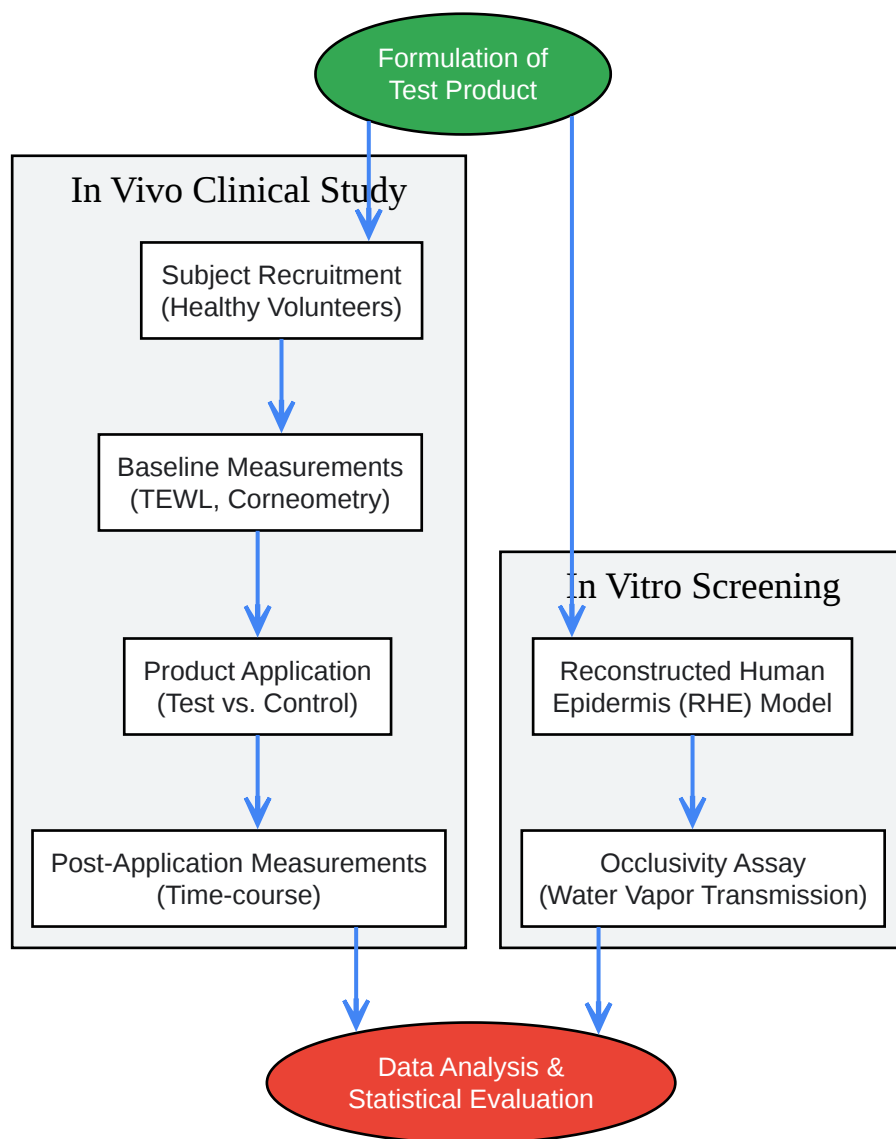 Formulation of
Test Product
In Vivo Clinical Study
Subject Recruitment
(Healthy Volunteers)
Baseline Measurements
(TEWL, Corneometry)
Product Application
(Test vs. Control)
Post-Application Measurements
(Time-course)
In Vitro Screening
Reconstructed Human
Epidermis (RHE) Model
Occlusivity Assay
(Water Vapor Transmission)
Data Analysis &
Statistical Evaluation